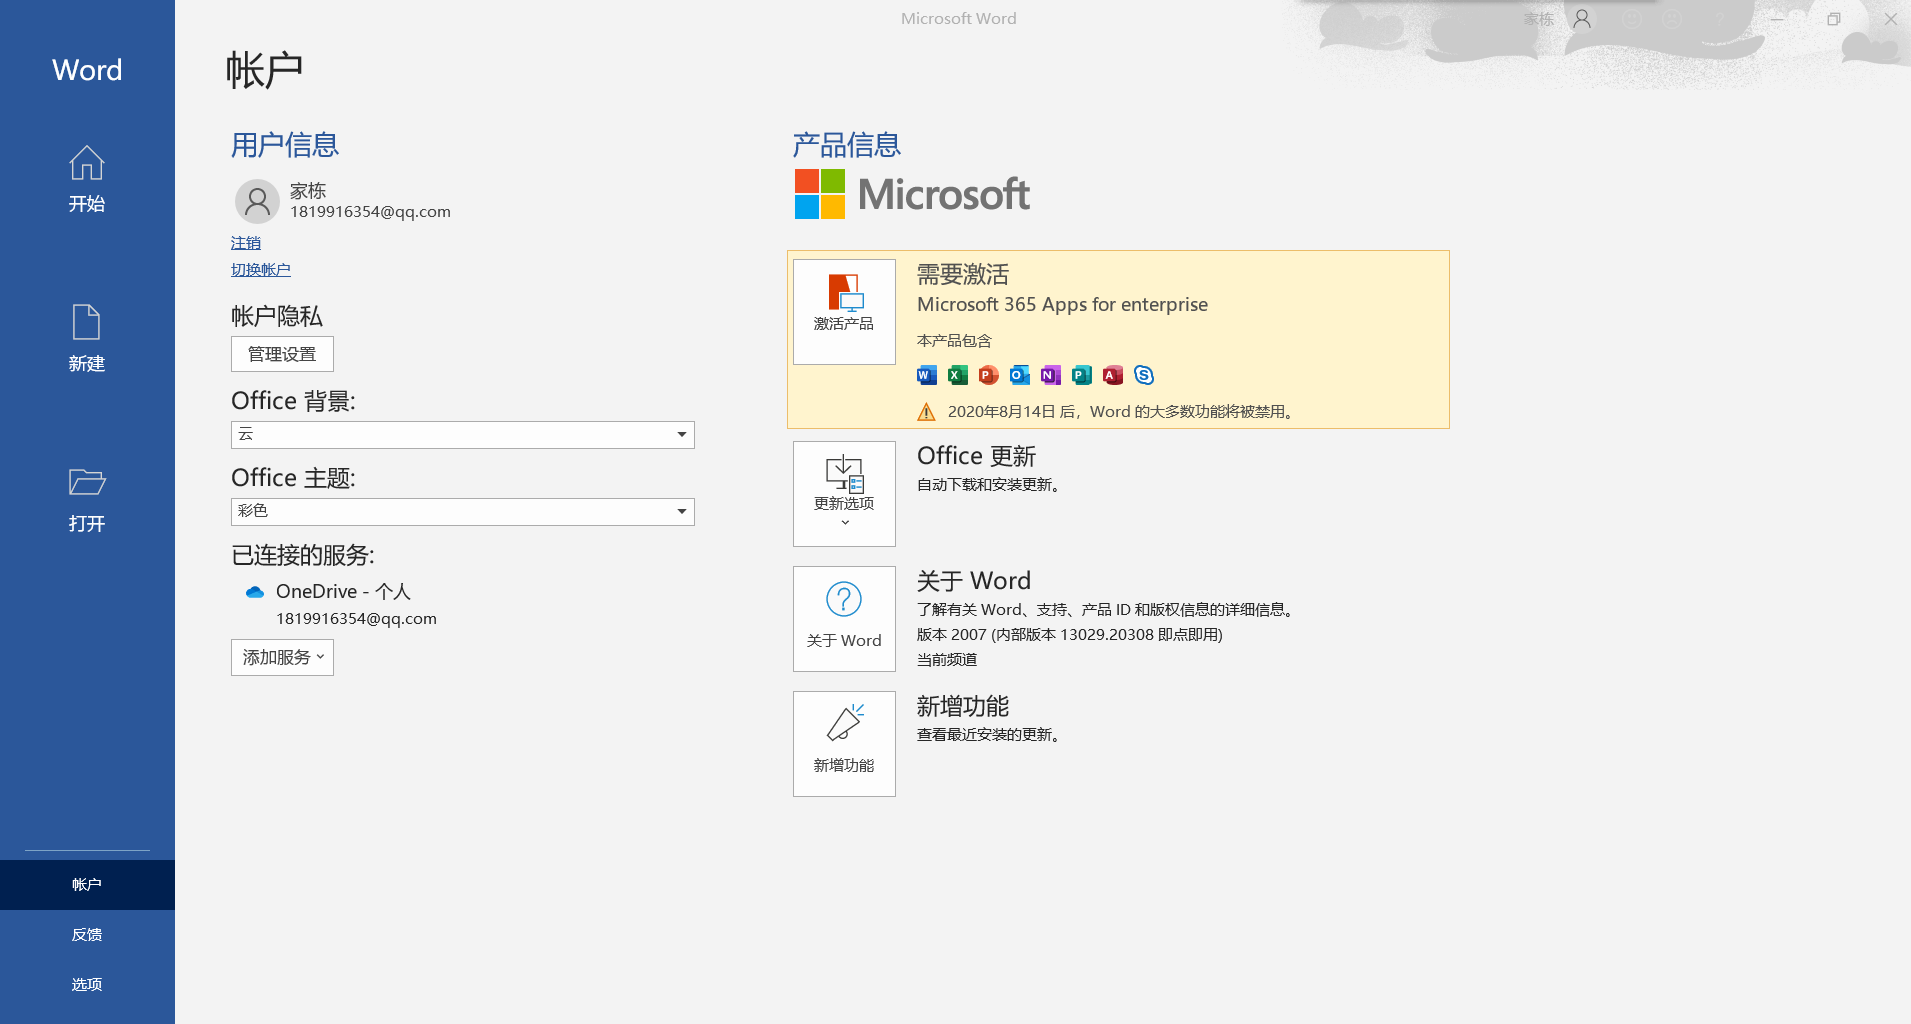 Microsoft Word
家栋
Word
开始
新建
打开
帐户
反馈
选项
帐户
用户信息
家栋
1819916354@qq.com
注销
切换帐户
帐户隐私
管理设置
Office 背景:
云
Office 主题:
彩色
已连接的服务:
OneDrive - 个人
1819916354@qq.com
添加服务
产品信息
Microsoft
激活产品
需要激活
Microsoft 365 Apps for enterprise
本产品包含
2020年8月14日 后，Word 的大多数功能将被禁用。
更新选项
Office 更新
自动下载和安装更新。
关于 Word
关于 Word
了解有关 Word、支持、产品 ID 和版权信息的详细信息。
版本 2007 (内部版本 13029.20308 即点即用)
当前频道
新增功能
新增功能
查看最近安装的更新。